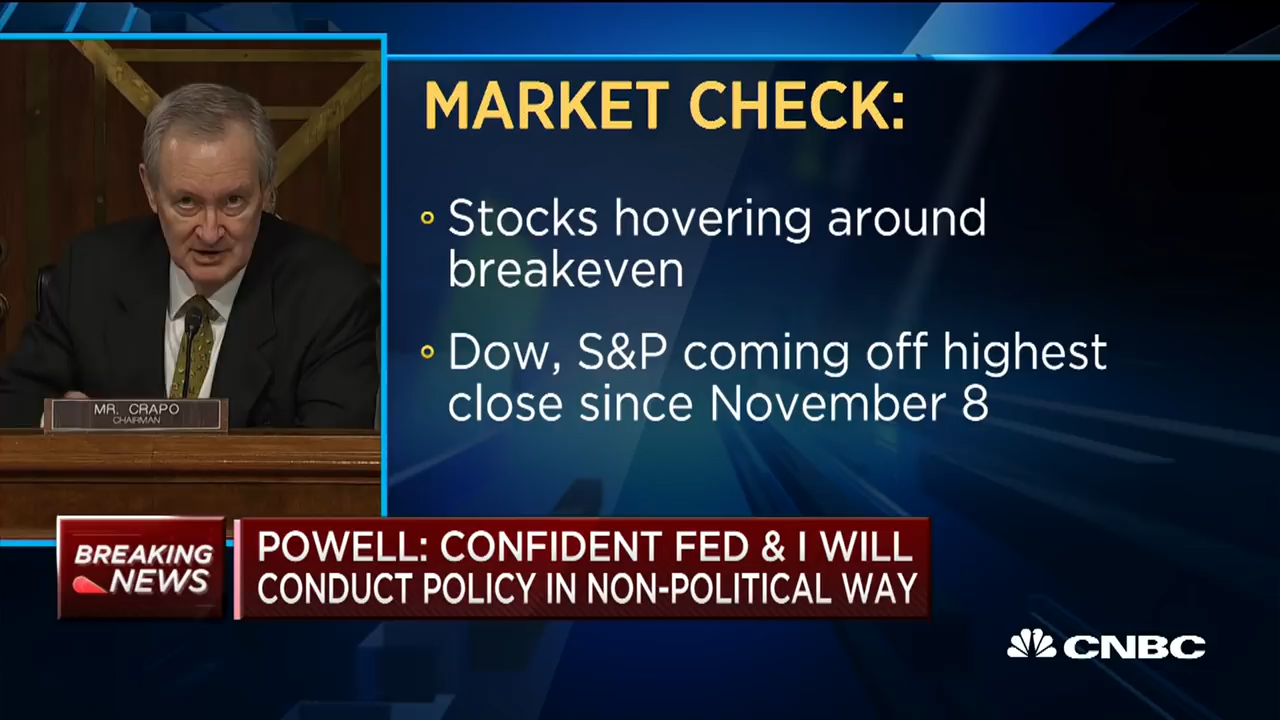 MARKET CHECK:
Stocks hovering around
breakeven
Dow, S&P coming off highest
close since November 8
MR. CRAPO
CHAIRMAN
BREAKING
NEWS
POWELL: CONFIDENT FED & I WILL
CONDUCT POLICY IN NON-POLITICAL WAY
CNBC